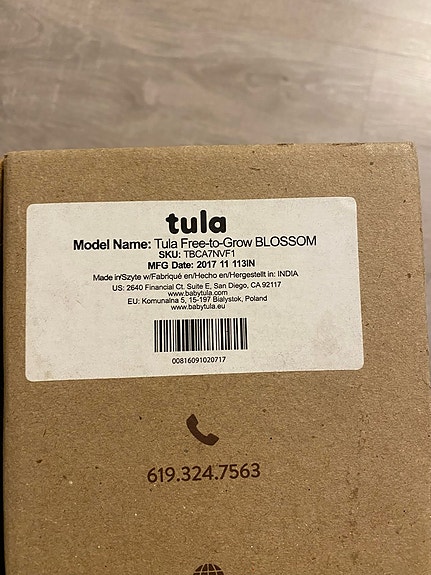 tula
Model Name: Tula Free-to-Grow BLOSSOM
SKU: TBCA7NVF1
MFG Date: 2017 11 113IN
Made in/Szyte w/Fabriqué en/Hecho en/Hergestellt in: INDIA
US: 2640 Financial Ct. Suite E, San Diego, CA 92117
www.babytula.com
EU: Komunalna 5, 15-197 Bialystok, Poland
www.babytula.eu
00816091020717
619.324.7563